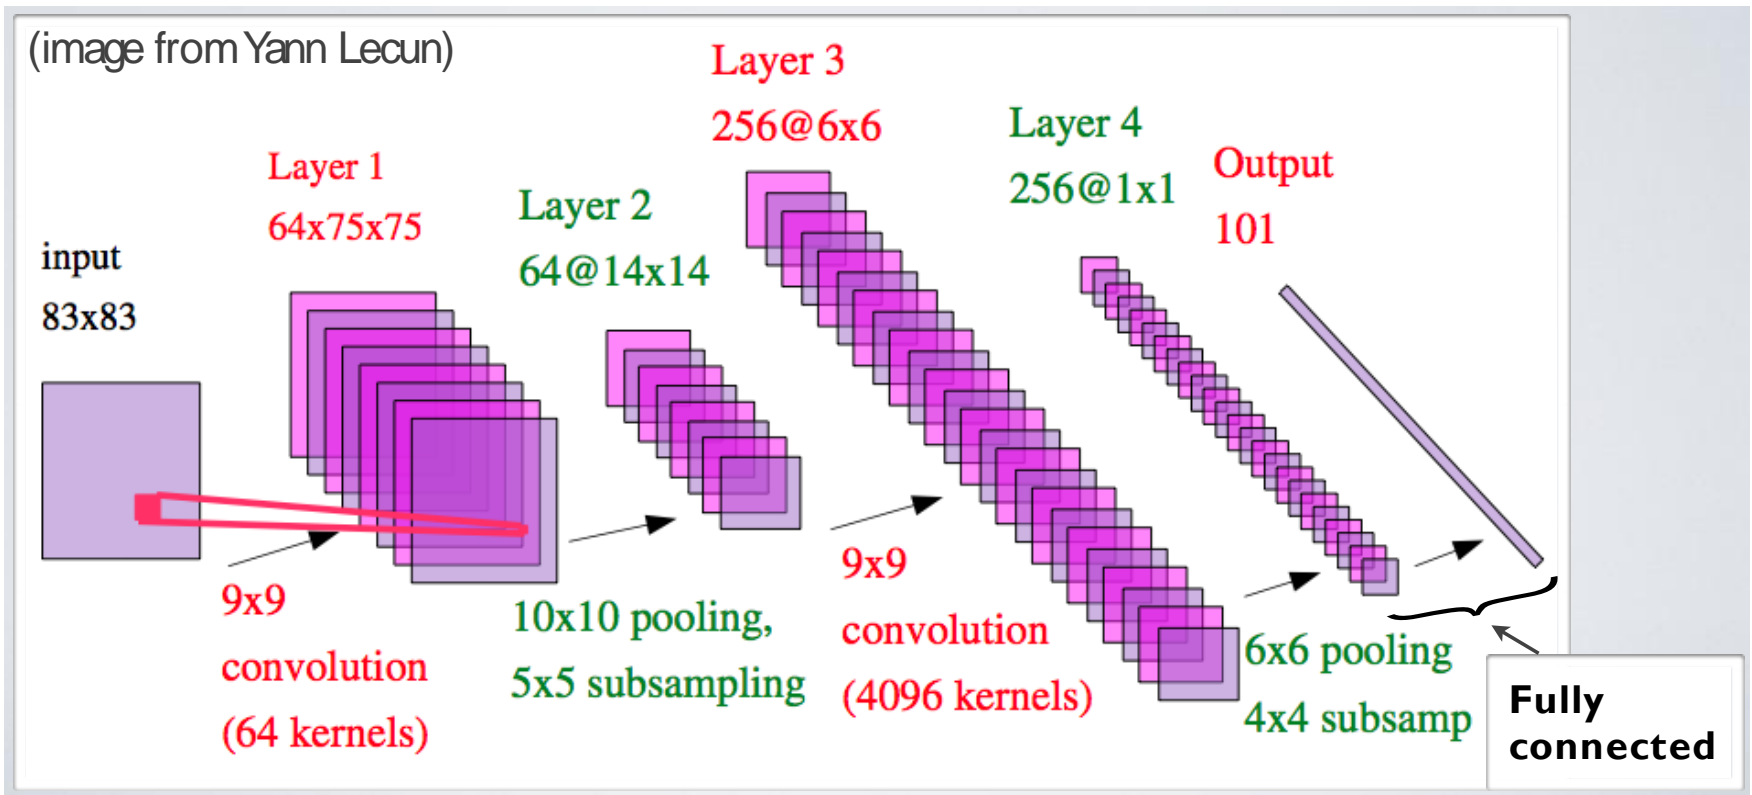 (image from Yann Lecun)
input
83x83
Layer 1
64x75x75
9x9
convolution
(64 kernels)
Layer 2
64@14x14
10x10 pooling,
5x5 subsampling
Layer 3
256@6x6
9x9
convolution
(4096 kernels)
Layer 4
256@1x1
6x6 pooling
4x4 subsamp
Output
101
Fully
connected